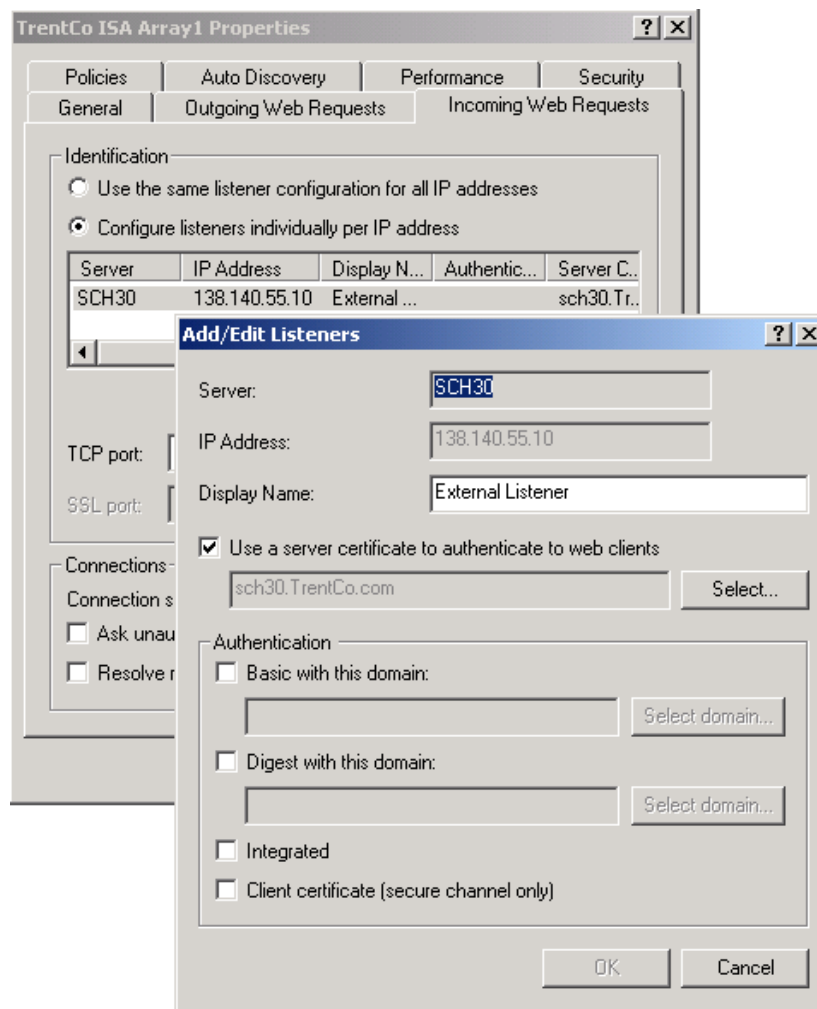 TrentCo ISA Array1 Properties
Policies Auto Discovery Performance Security
General Outgoing Web Requests Incoming Web Requests
Identification
Use the same listener configuration for all IP addresses
Configure listeners individually per IP address
Server IP Address Display N... Authentic... Server C..
SCH30 138.140.55.10 External ... sch30.Tr..
TCP port:
SSL port:
Connections
Connection s
Ask unau
Resolve r
Add/Edit Listeners
Server: SCH30
IP Address: 138.140.55.10
Display Name: External Listener
Use a server certificate to authenticate to web clients
sch30.TrentCo.com Select...
Authentication
Basic with this domain:
Select domain...
Digest with this domain:
Select domain...
Integrated
Client certificate (secure channel only)
OK Cancel